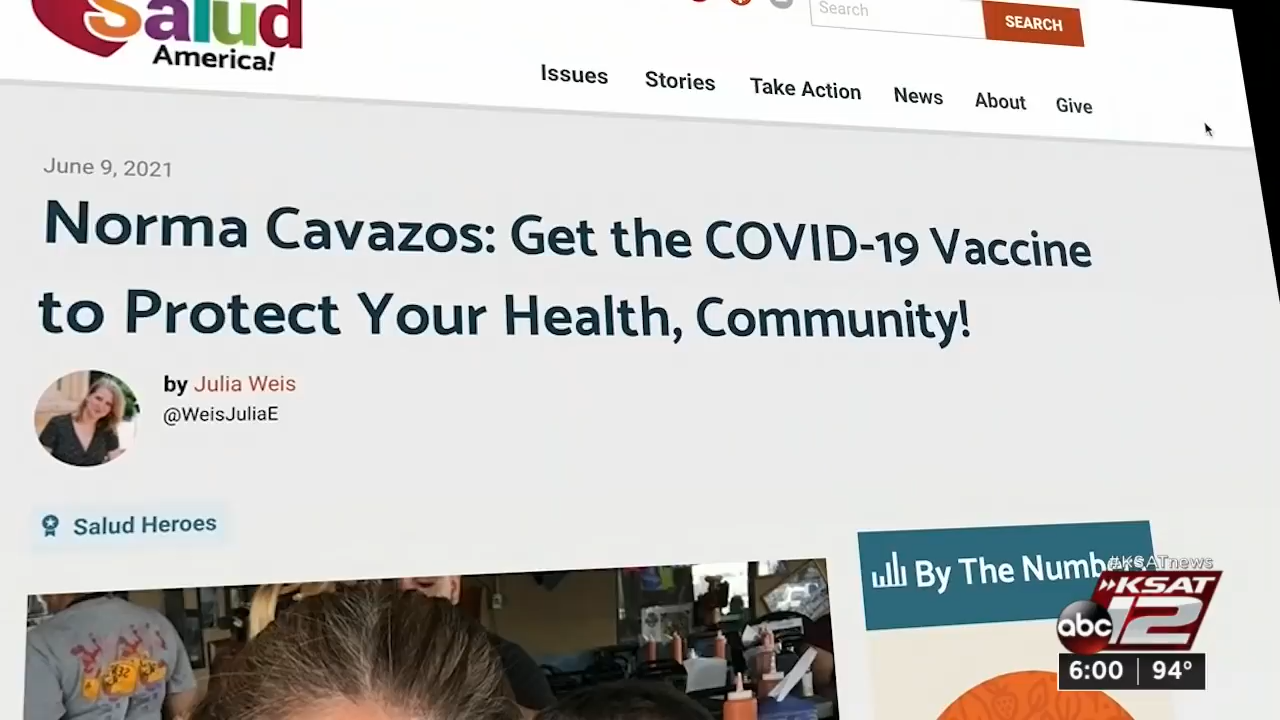 Salud
America!
Search
SEARCH
Issues Stories Take Action News About Give
June 9, 2021
Norma Cavazos: Get the COVID-19 Vaccine
to Protect Your Health, Community!
by Julia Weis
@WeisJuliaE
Salud Heroes
By The Numbe
#KSATnews
KSAT
abc 12
6:00 94°